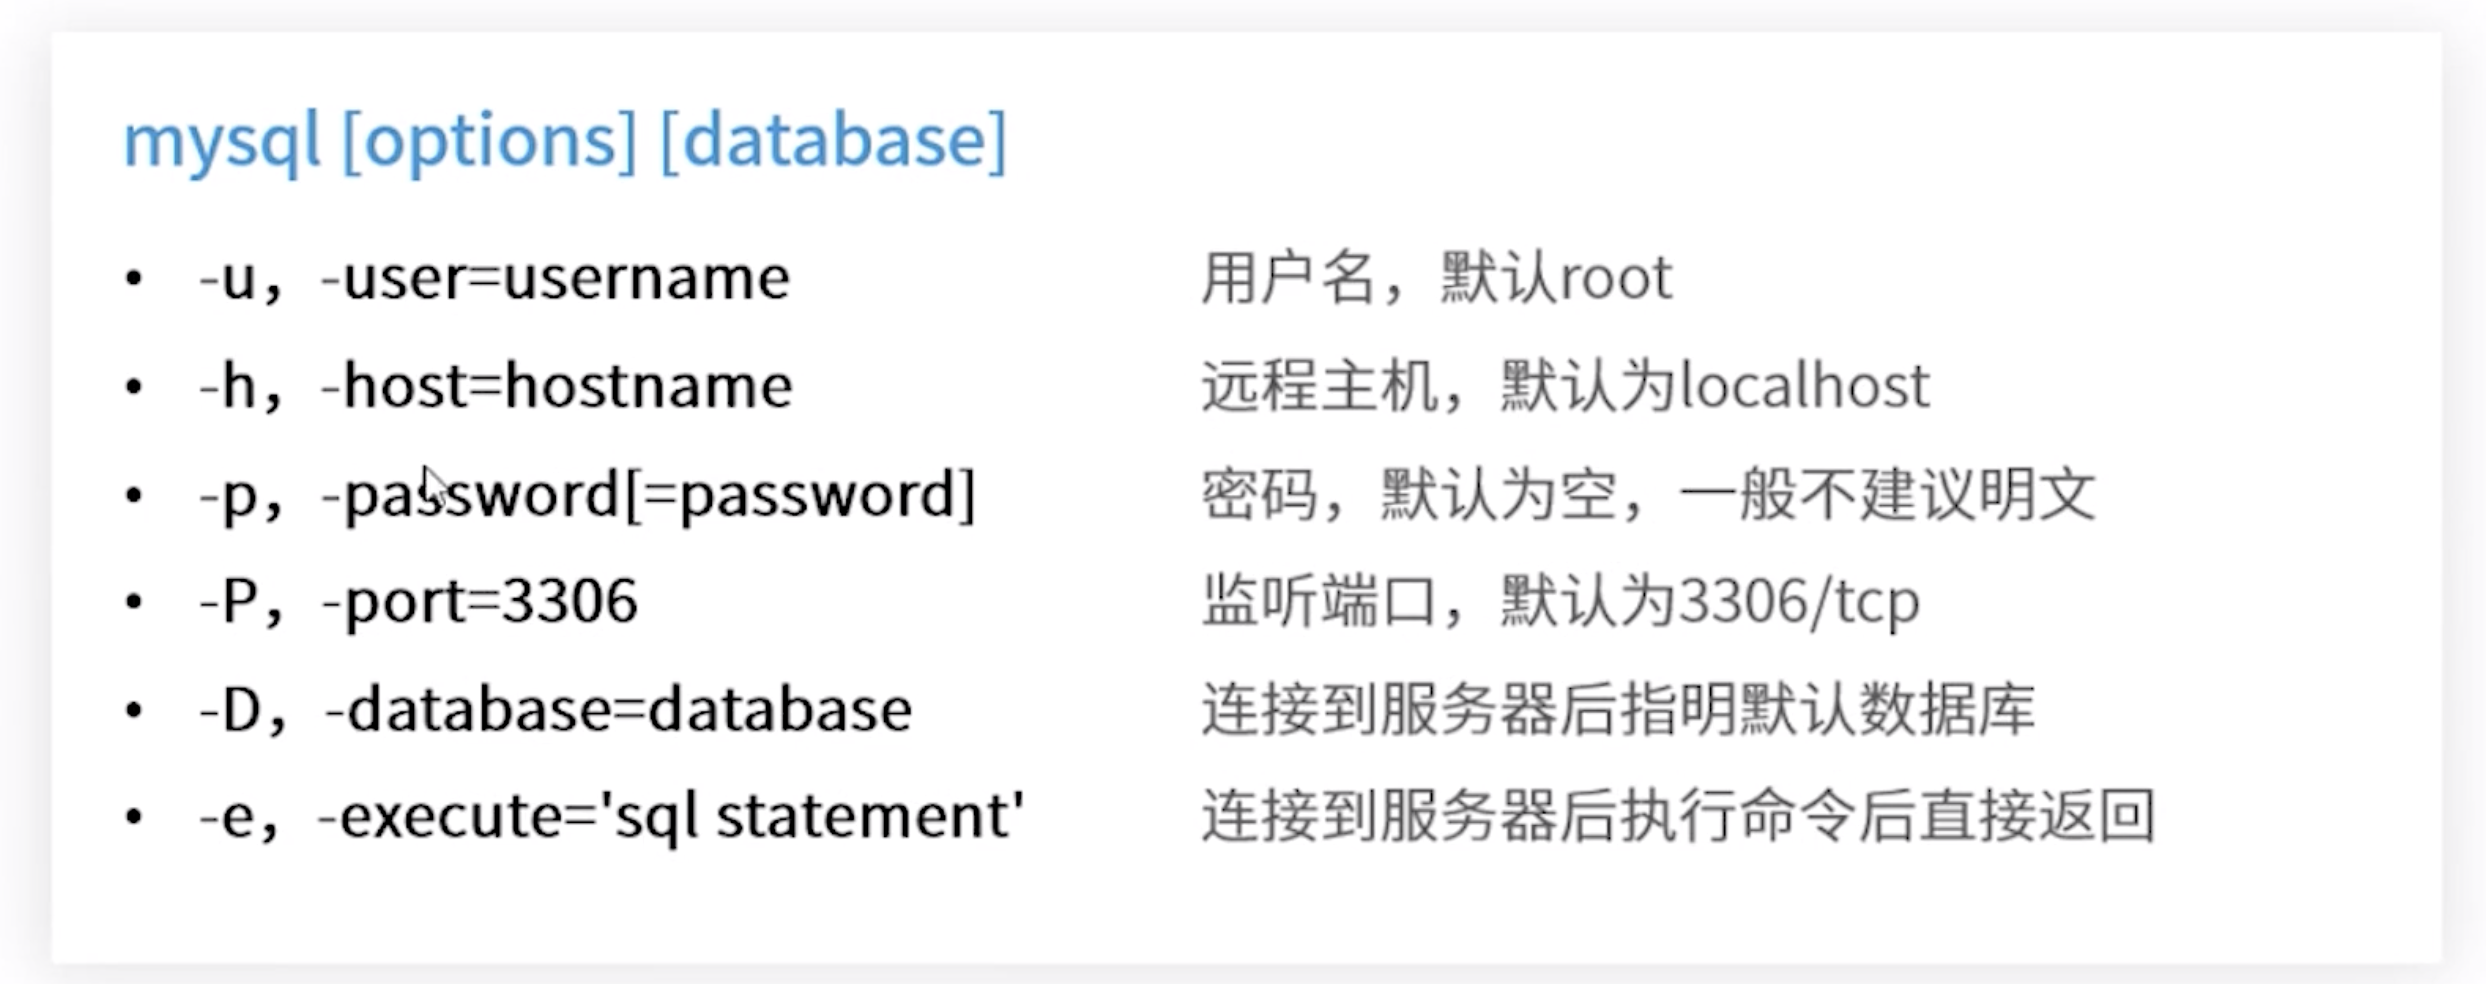 mysql [options] [database]
• -u，-user=username 用户名，默认root
• -h，-host=hostname 远程主机，默认为localhost
• -p，-password[=password] 密码，默认为空，一般不建议明文
• -P，-port=3306 监听端口，默认为3306/tcp
• -D，-database=database 连接到服务器后指明默认数据库
• -e，-execute='sql statement' 连接到服务器后执行命令后直接返回